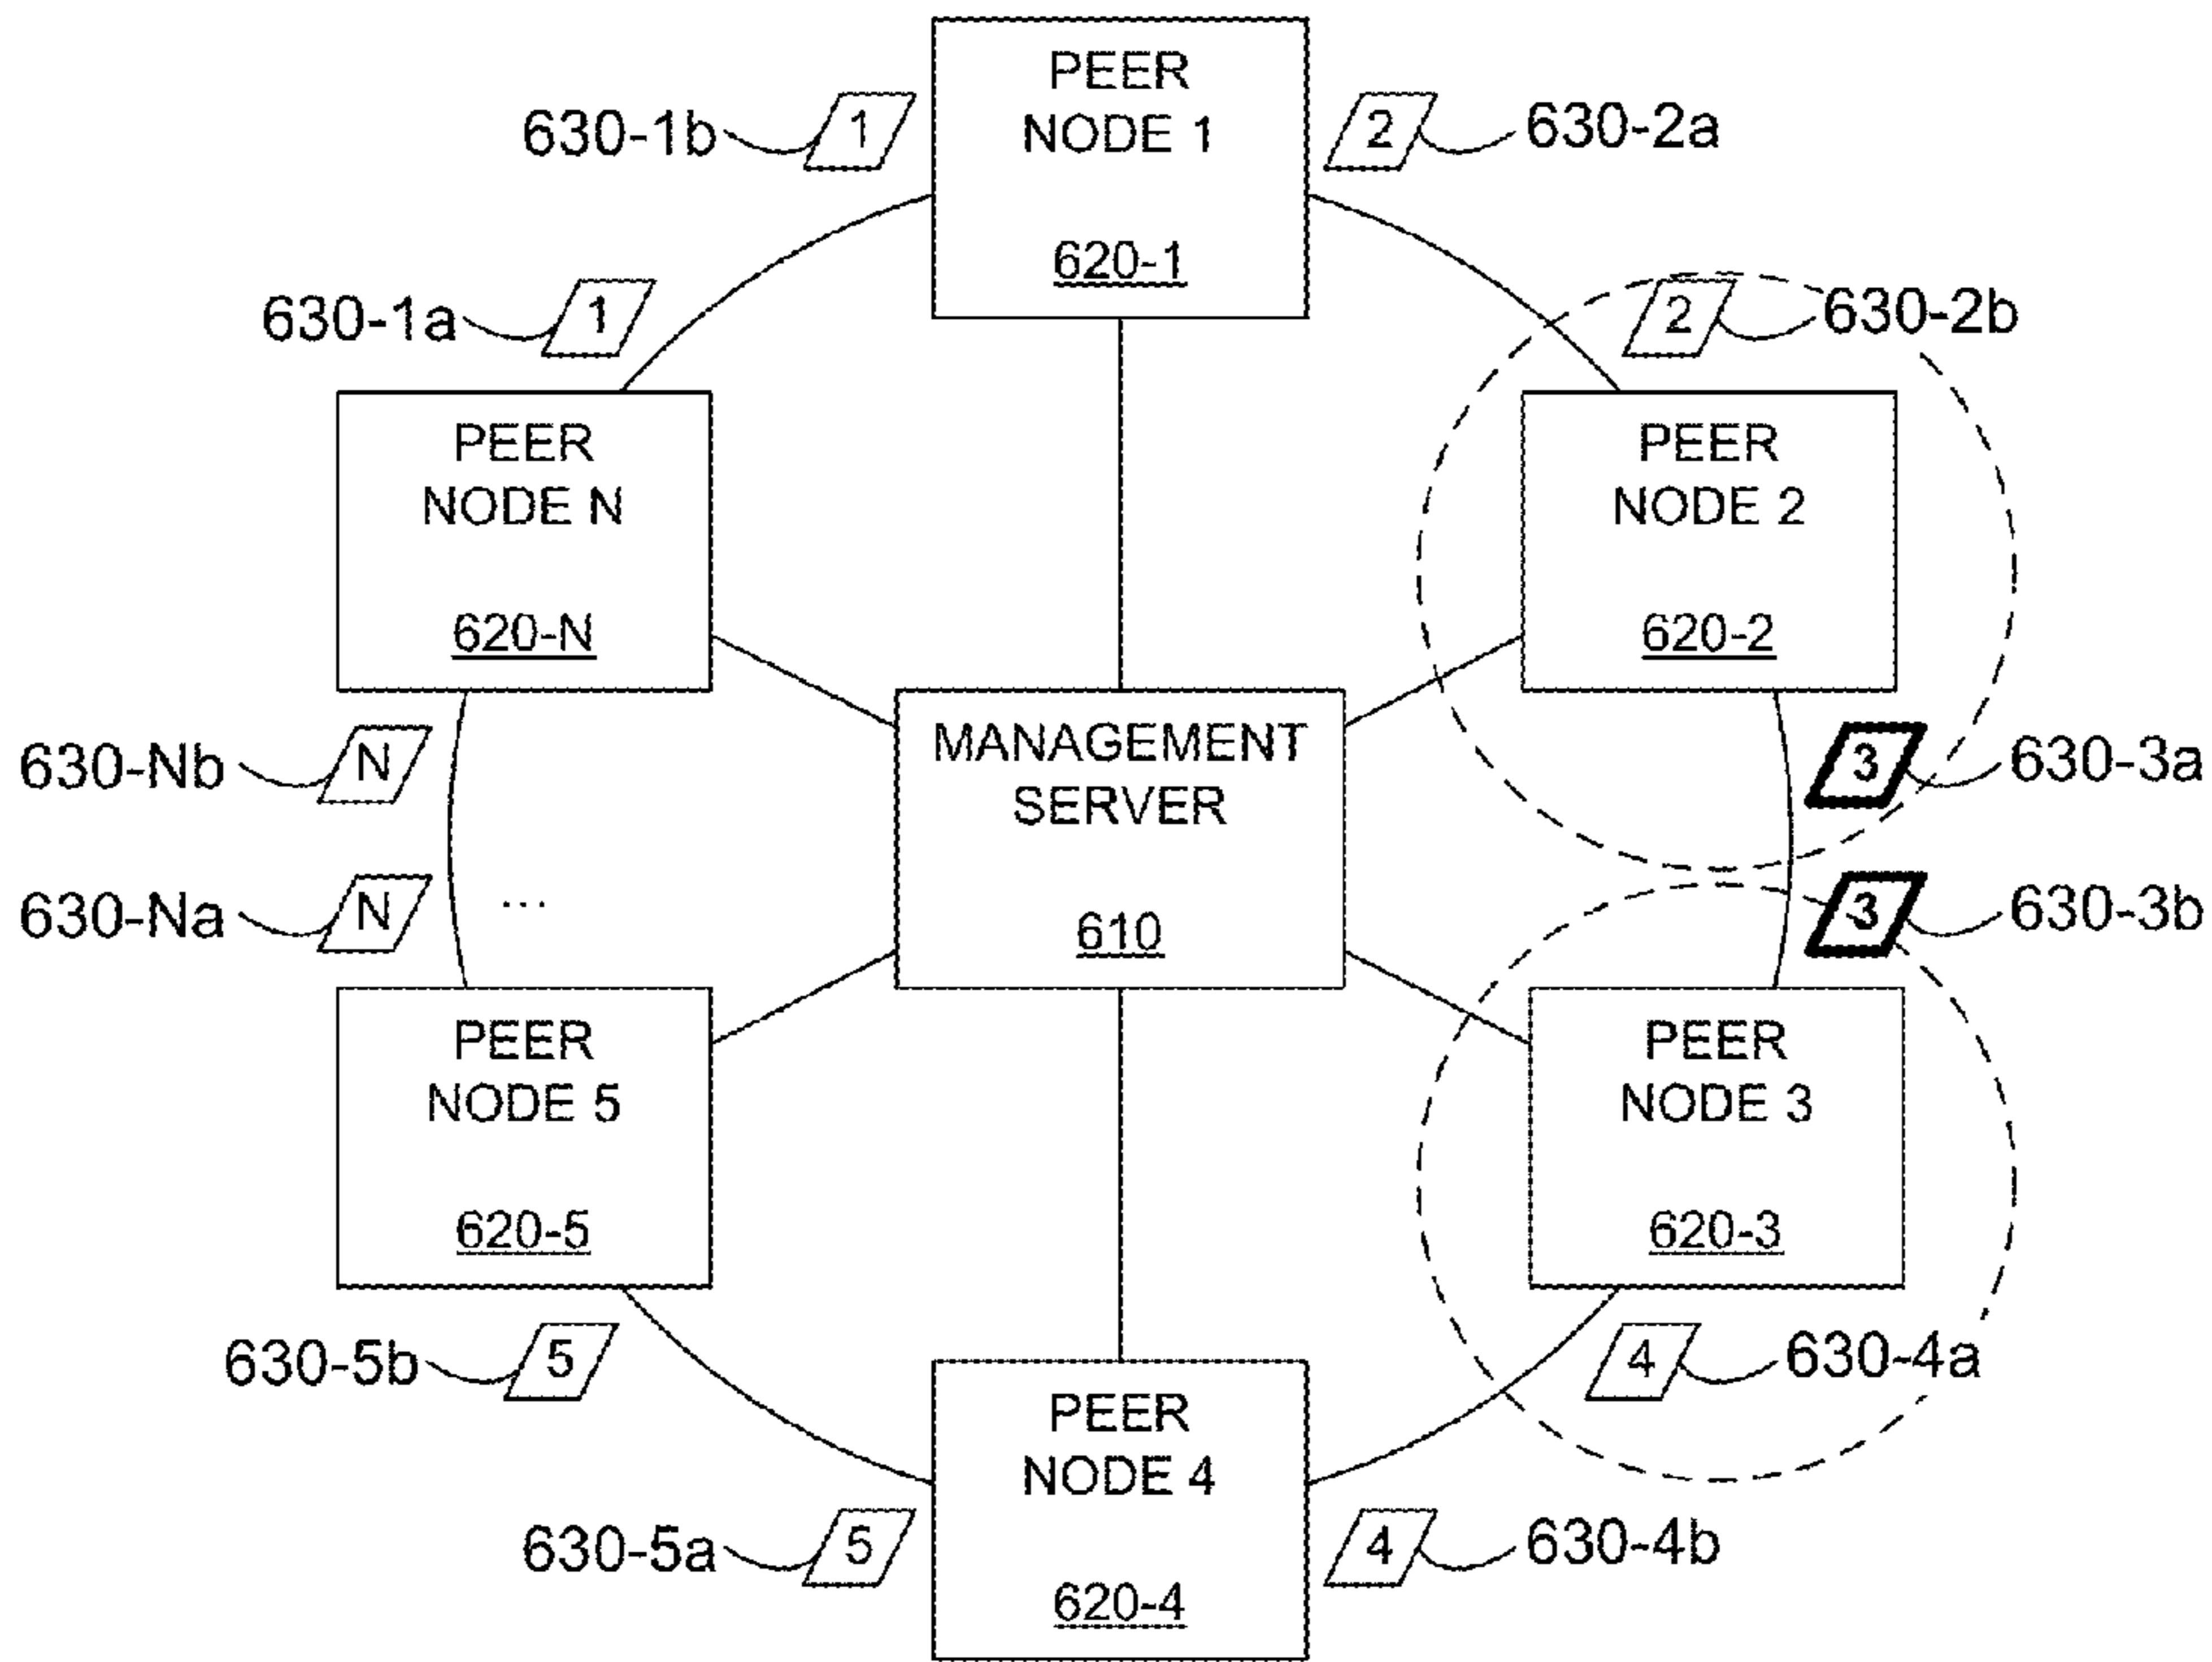 PEER
NODE 1
620-1
630-1b
1
2
630-2a
630-1a
1
2
630-2b
PEER
NODE N
620-N
PEER
NODE 2
620-2
630-Nb
N
MANAGEMENT
SERVER
610
3
630-3a
630-Na
N
...
3
630-3b
PEER
NODE 5
620-5
PEER
NODE 3
620-3
630-5b
5
PEER
NODE 4
620-4
4
630-4a
630-5a
5
4
630-4b